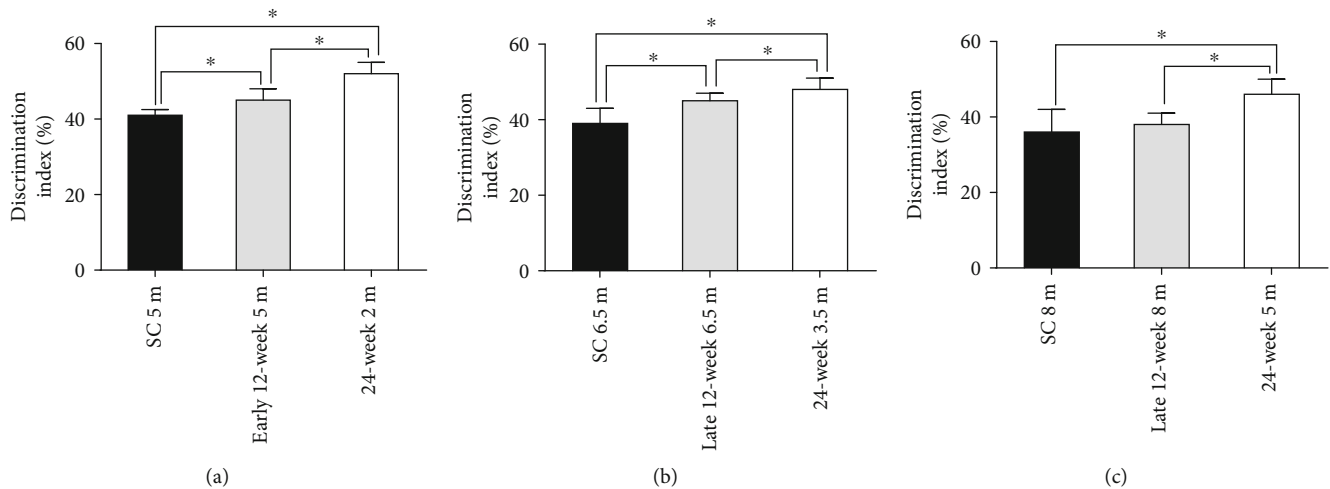 Discrimination
index (%)
60
40
20
0
*
*
*
SC 5 m
Early 12-week 5 m
24-week 2 m
(a)
Discrimination
index (%)
60
40
20
0
*
*
*
SC 6.5 m
Late 12-week 6.5 m
24-week 3.5 m
(b)
Discrimination
index (%)
60
40
20
0
*
*
SC 8 m
Late 12-week 8 m
24-week 5 m
(c)